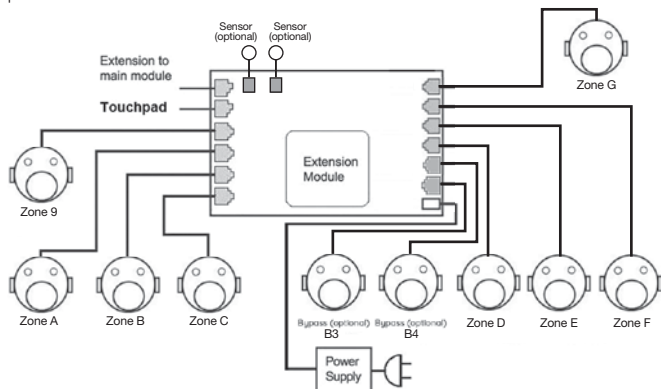 Sensor
(optional)
Sensor
(optional)
Extension to
main module
Touchpad
Zone G
Extension
Module
Zone 9
Zone A
Zone B
Zone C
Bypass (optional)
B3
Bypass (optional)
B4
Zone D
Zone E
Zone F
Power
Supply